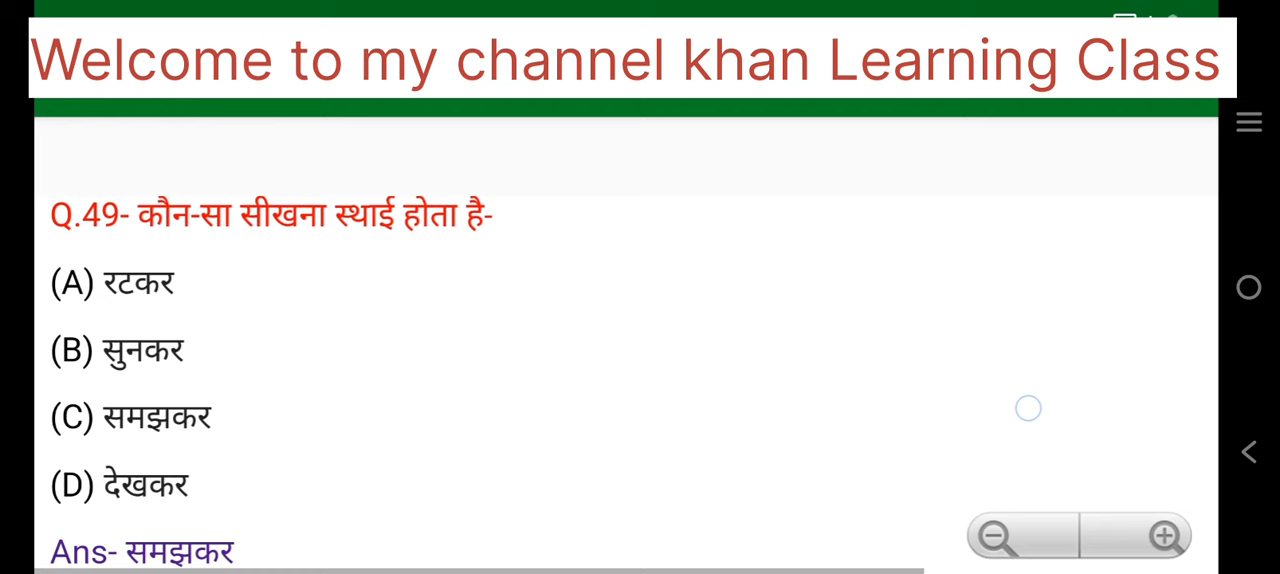 Welcome to my channel khan Learning Class
Q.49- कौन-सा सीखना स्थाई होता है-
(A) रटकर
(B) सुनकर
(C) समझकर
(D) देखकर
Ans- समझकर